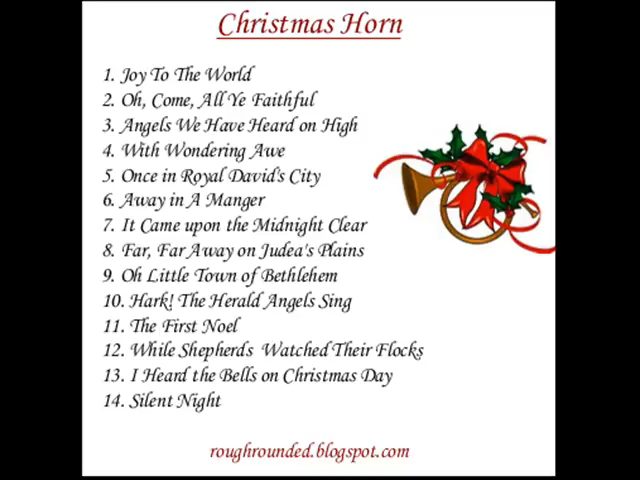 Christmas Horn
1. Joy To The World
2. Oh, Come, All Ye Faithful
3. Angels We Have Heard on High
4. With Wondering Awe
5. Once in Royal David's City
6. Away in A Manger
7. It Came upon the Midnight Clear
8. Far, Far Away on Judea's Plains
9. Oh Little Town of Bethlehem
10. Hark! The Herald Angels Sing
11. The First Noel
12. While Shepherds Watched Their Flocks
13. I Heard the Bells on Christmas Day
14. Silent Night
roughrounded.blogspot.com